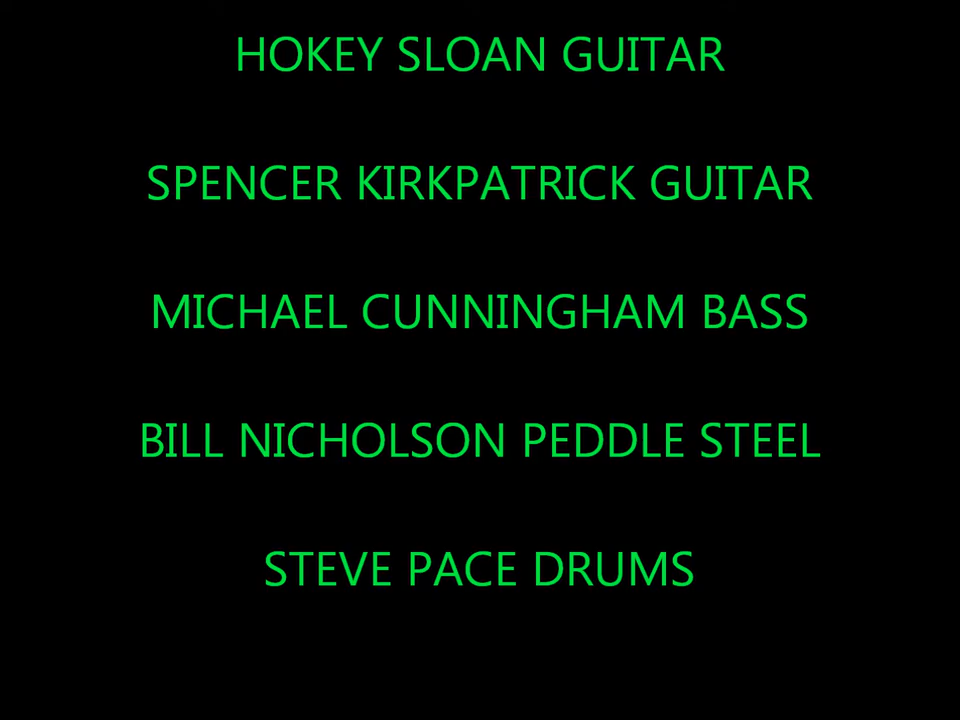 HOKEY SLOAN GUITAR
SPENCER KIRKPATRICK GUITAR
MICHAEL CUNNINGHAM BASS
BILL NICHOLSON PEDDLE STEEL
STEVE PACE DRUMS